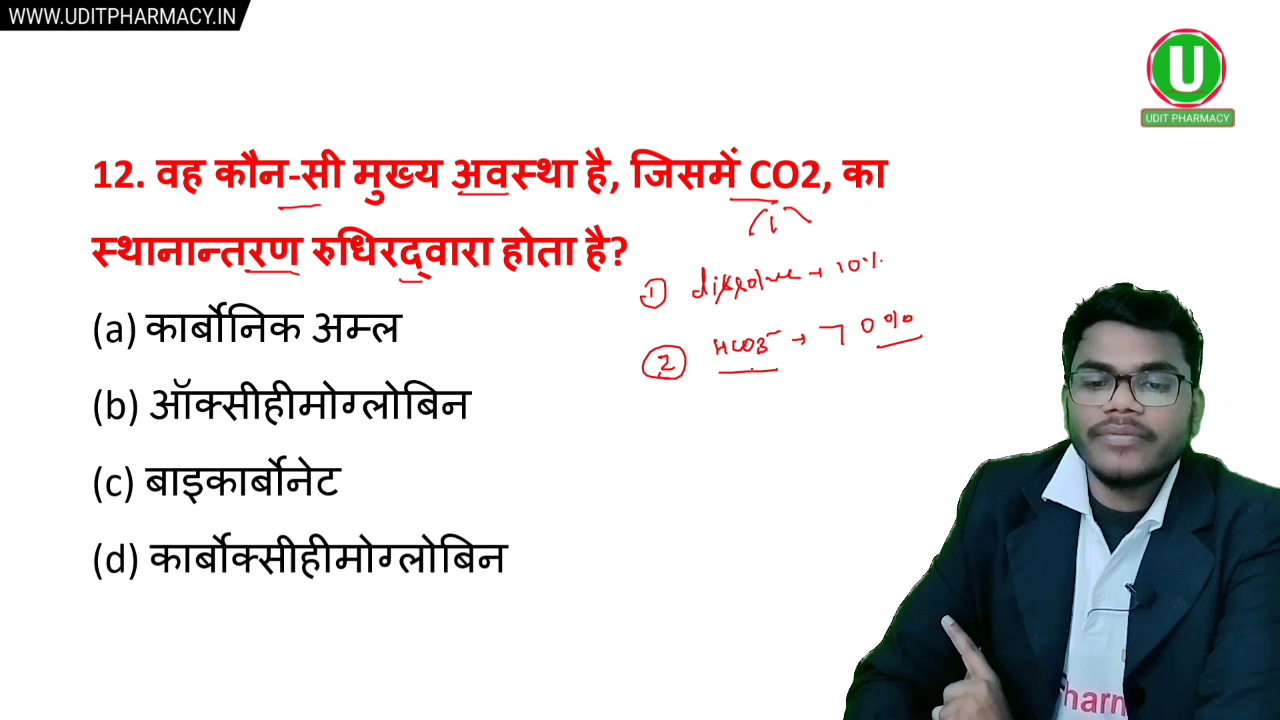 WWW.UDITPHARMACY.IN
U
UDIT PHARMACY
12. वह कौन-सी मुख्य अवस्था है, जिसमें CO2, का
स्थानान्तरण रुधिरद्वारा होता है?
① dissolve → 10%
② HCO3⁻ → 70%
(a) कार्बोनिक अम्ल
(b) ऑक्सीहीमोग्लोबिन
(c) बाइकार्बोनेट
(d) कार्बोक्सीहीमोग्लोबिन
Pharm